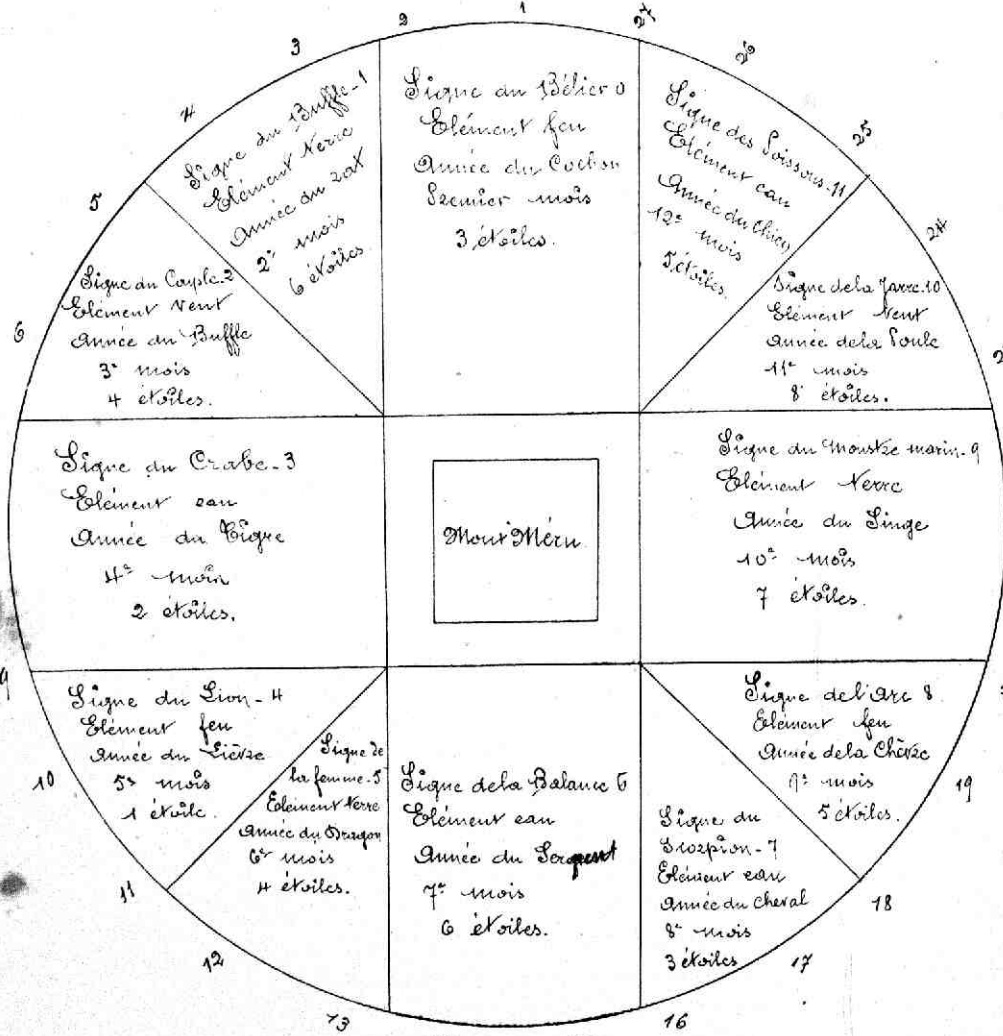 1
2
3
4
5
6
9
10
11
12
13
16
17
18
19
24
25
26
27
Signe du Bélier 0
Elément feu
Année du Cochon
Premier mois
3 étoiles.
Signe du Buffle-1
Elément Terre
Année du rat
2e mois
6 étoiles
Signe du Couple-2
Elément Vent
Année du Buffle
3e mois
4 étoiles.
Signe du Crabe-3
Elément eau
Année du Tigre
4e mois
2 étoiles.
Signe du Lion-4
Elément feu
Année du Lièvre
5e mois
1 étoile.
Signe de
la femme-5
Elément Terre
Année du Dragon
6e mois
4 étoiles.
Signe de la Balance 6
Elément eau
Année du Serpent
7e mois
6 étoiles.
Signe du
Scorpion-7
Elément eau
Année du cheval
8e mois
3 étoiles
Signe de l'arc 8
Elément feu
Année de la Chèvre
9e mois
5 étoiles.
Signe du Monstre marin-9
Elément Terre
Année du Singe
10e mois
7 étoiles.
Signe de la Jarre.10
Elément Vent
Année de la Poule
11e mois
8 étoiles.
Signe des Poissons-11
Elément eau
Année du Chien
12e mois
5 étoiles.
Mont Méru